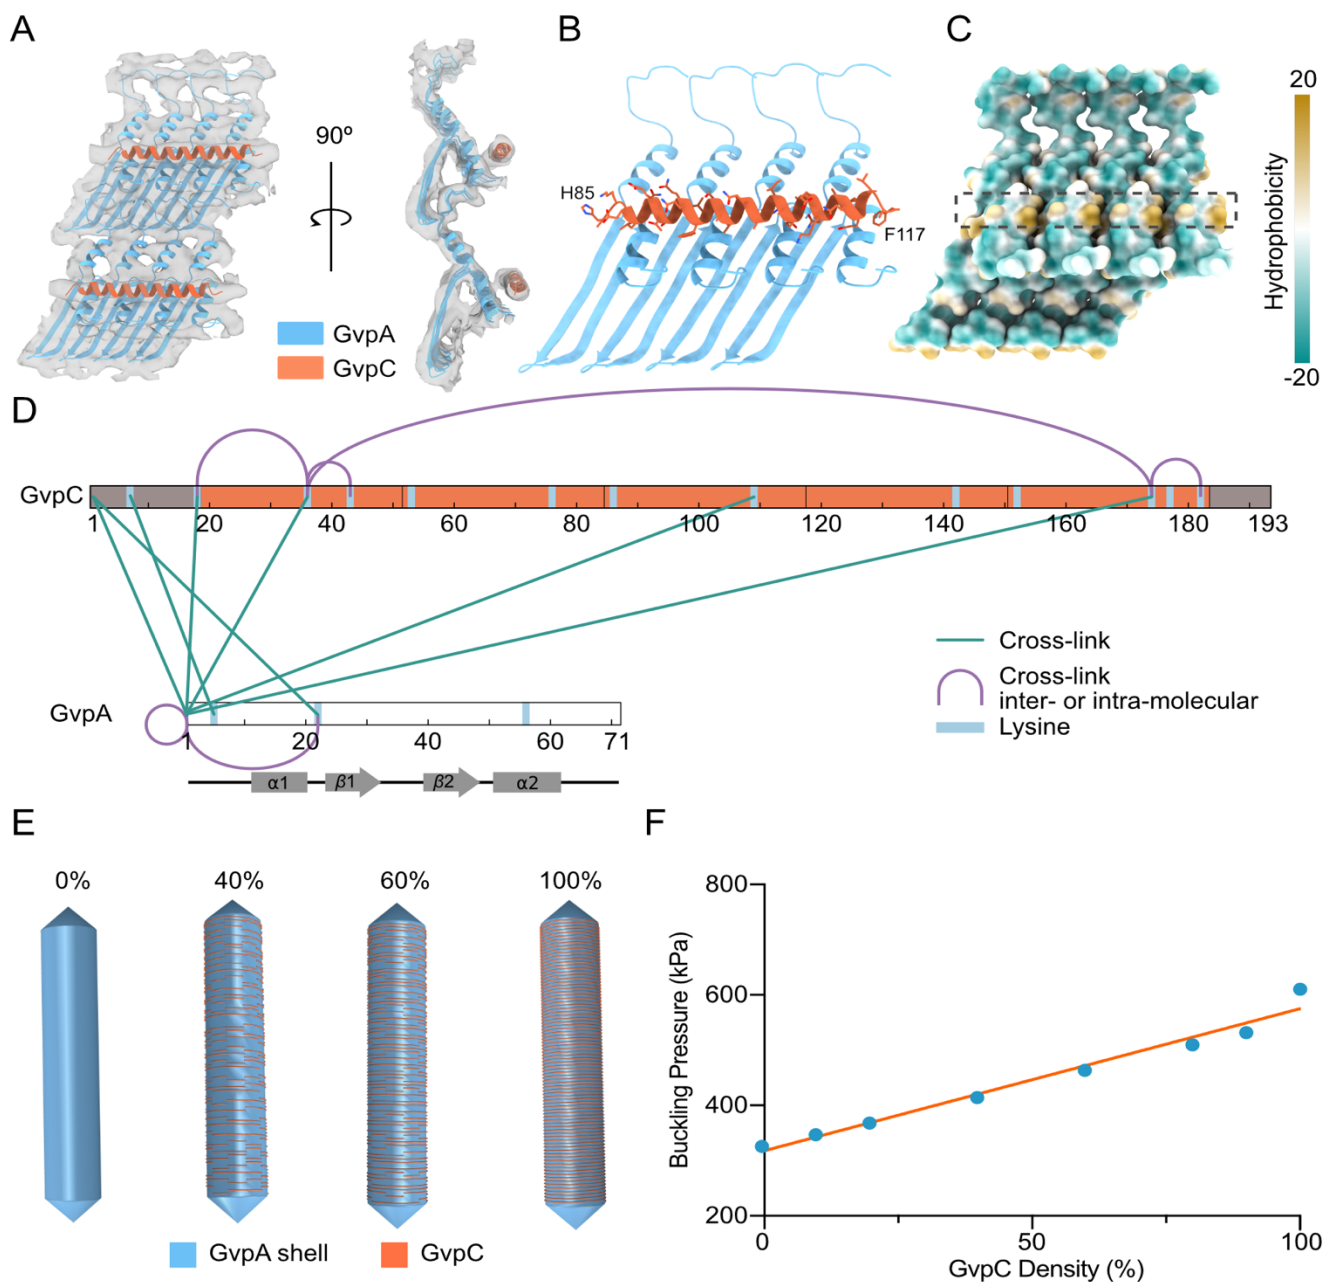 A
90º
GvpA
GvpC
B
H85
F117
C
20
-20
Hydrophobicity
D
GvpC
1 20 40 60 80 100 120 140 160 180 193
GvpA
1 20 40 60 71
α1 β1 β2 α2
Cross-link
Cross-link
inter- or intra-molecular
Lysine
E
0% 40% 60% 100%
GvpA shell GvpC
F
Buckling Pressure (kPa)
800
600
400
200
0 50 100
GvpC Density (%)